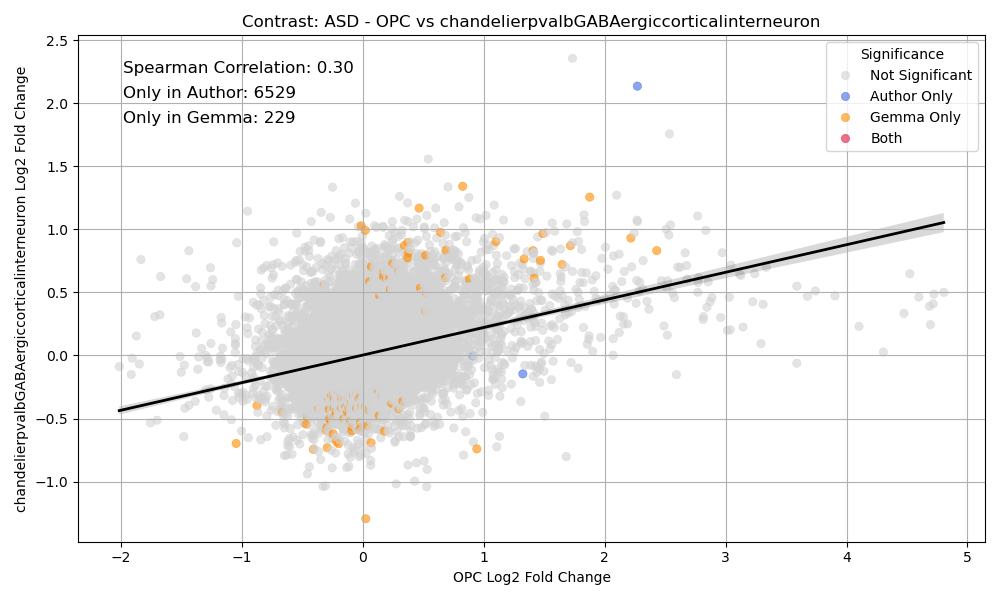 Contrast: ASD - OPC vs chandelierpvalbGABAergiccorticalinterneuron
Spearman Correlation: 0.30
Only in Author: 6529
Only in Gemma: 229
Significance
Not Significant
Author Only
Gemma Only
Both
chandelierpvalbGABAergiccorticalinterneuron Log2 Fold Change
2.5
2.0
1.5
1.0
0.5
0.0
−0.5
−1.0
−2 −1 0 1 2 3 4 5
OPC Log2 Fold Change